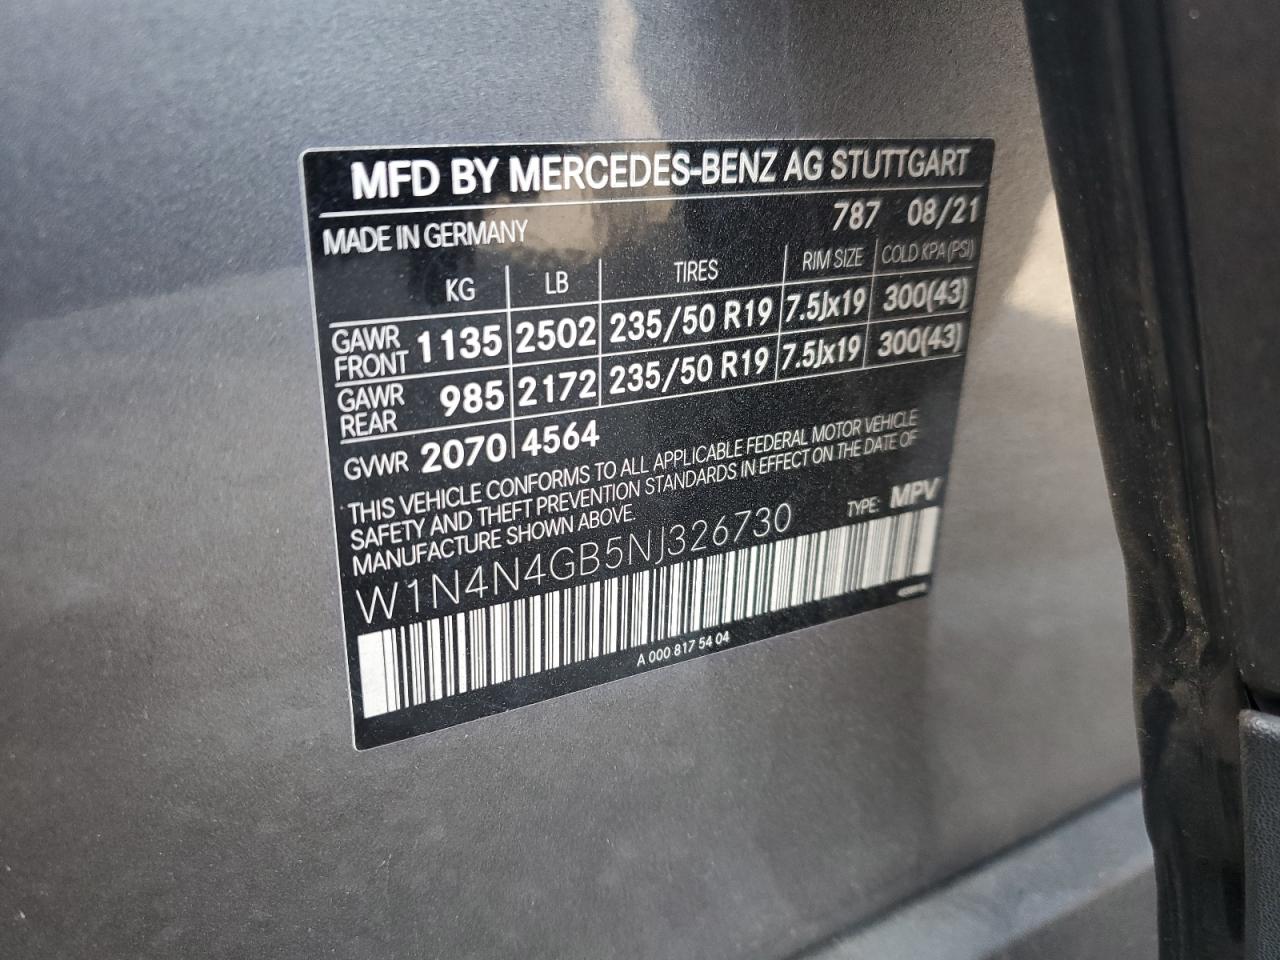 MFD BY MERCEDES-BENZ AG STUTTGART
787 08/21
MADE IN GERMANY
KG LB TIRES RIM SIZE COLD KPA (PSI)
GAWR FRONT 1135 2502 235/50 R19 7.5Jx19 300(43)
GAWR REAR 985 2172 235/50 R19 7.5Jx19 300(43)
GVWR 2070 4564
THIS VEHICLE CONFORMS TO ALL APPLICABLE FEDERAL MOTOR VEHICLE
SAFETY AND THEFT PREVENTION STANDARDS IN EFFECT ON THE DATE OF
MANUFACTURE SHOWN ABOVE.
W1N4N4GB5NJ326730 TYPE: MPV
A 000 817 54 04